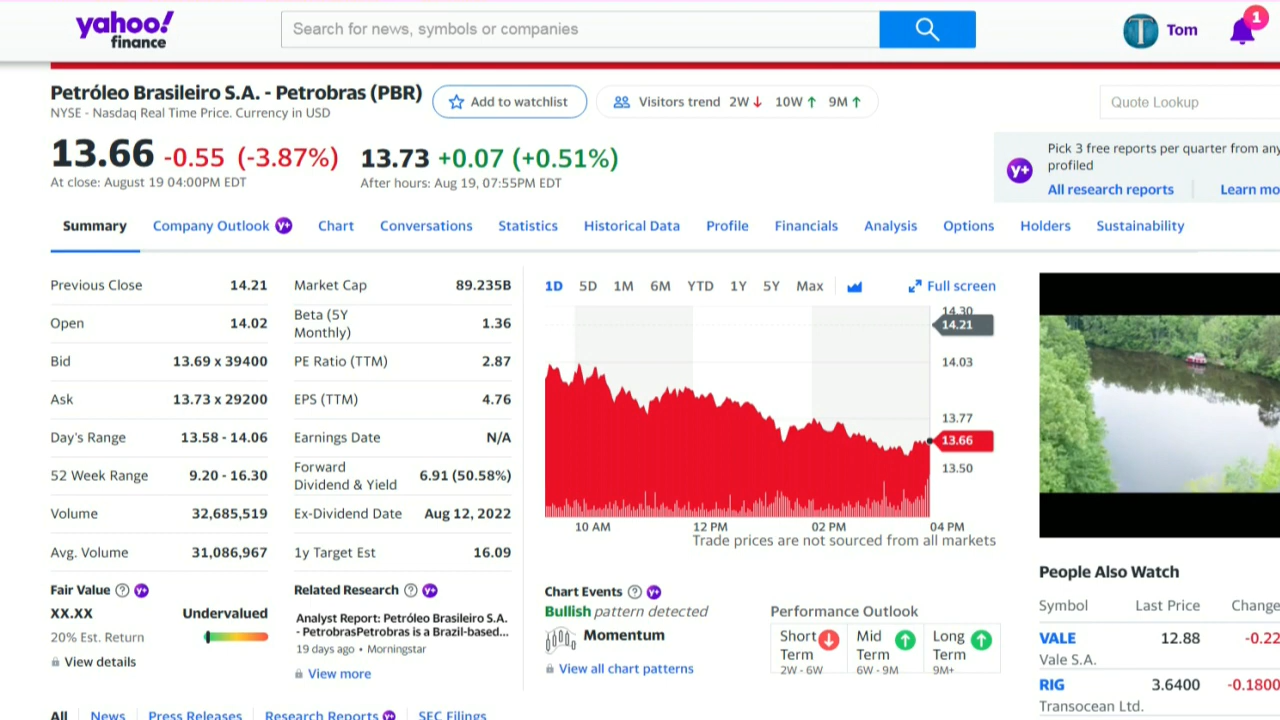 yahoo!
finance
Search for news, symbols or companies
T
Tom
1
Petróleo Brasileiro S.A. - Petrobras (PBR)
Add to watchlist
Visitors trend 2W 10W 9M
Quote Lookup
NYSE - Nasdaq Real Time Price. Currency in USD
13.66 -0.55 (-3.87%)
At close: August 19 04:00PM EDT
13.73 +0.07 (+0.51%)
After hours: Aug 19, 07:55PM EDT
Y+
Pick 3 free reports per quarter from any
profiled
All research reports
Learn mo
Summary
Company Outlook Y+
Chart
Conversations
Statistics
Historical Data
Profile
Financials
Analysis
Options
Holders
Sustainability
Previous Close 14.21
Open 14.02
Bid 13.69 x 39400
Ask 13.73 x 29200
Day's Range 13.58 - 14.06
52 Week Range 9.20 - 16.30
Volume 32,685,519
Avg. Volume 31,086,967
Market Cap 89.235B
Beta (5Y
Monthly) 1.36
PE Ratio (TTM) 2.87
EPS (TTM) 4.76
Earnings Date N/A
Forward
Dividend & Yield 6.91 (50.58%)
Ex-Dividend Date Aug 12, 2022
1y Target Est 16.09
1D 5D 1M 6M YTD 1Y 5Y Max
Full screen
14.30
14.21
14.03
13.77
13.66
13.50
10 AM 12 PM 02 PM 04 PM
Trade prices are not sourced from all markets
Fair Value ? Y+
XX.XX Undervalued
20% Est. Return
View details
Related Research ? Y+
Analyst Report: Petróleo Brasileiro S.A.
- PetrobrasPetrobras is a Brazil-based...
19 days ago • Morningstar
View more
Chart Events ? Y+
Bullish pattern detected
Momentum
View all chart patterns
Performance Outlook
Short
Term
2W - 6W
Mid
Term
6W - 9M
Long
Term
9M+
People Also Watch
Symbol Last Price Change
VALE 12.88 -0.22
Vale S.A.
RIG 3.6400 -0.1800
Transocean Ltd.
All News Press Releases Research Reports Y+ SEC Filings